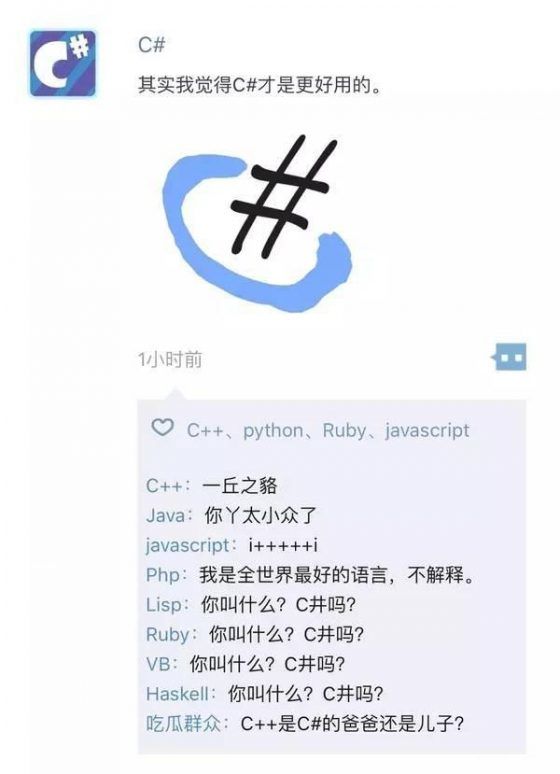 C#
C#
其实我觉得C#才是更好用的。
C#
1小时前
C++、python、Ruby、javascript
C++：一丘之貉
Java：你丫太小众了
javascript：i+++++i
Php：我是全世界最好的语言，不解释。
Lisp：你叫什么？C井吗？
Ruby：你叫什么？C井吗？
VB：你叫什么？C井吗？
Haskell：你叫什么？C井吗？
吃瓜群众：C++是C#的爸爸还是儿子？